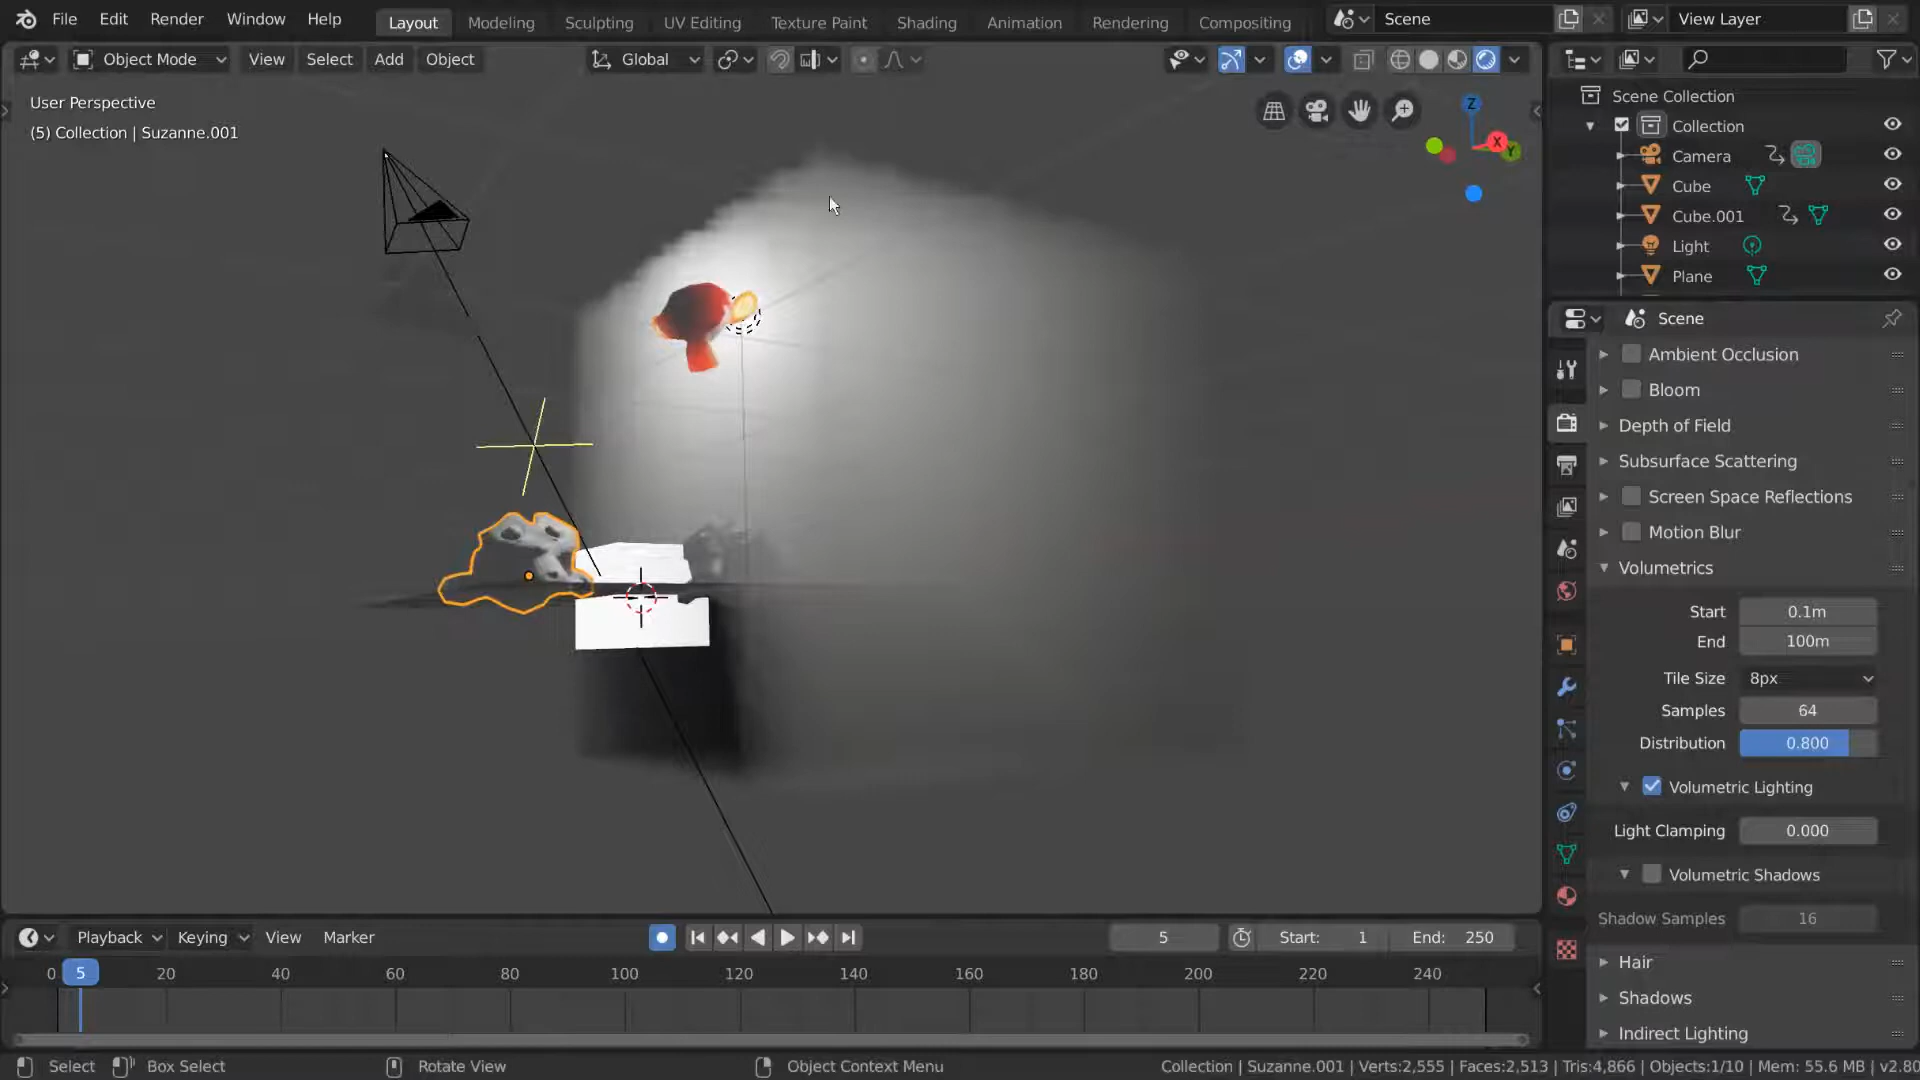 File Edit Render Window Help Layout Modeling Sculpting UV Editing Texture Paint Shading Animation Rendering Compositing Scene View Layer
Object Mode View Select Add Object Global
User Perspective
(5) Collection | Suzanne.001
Z
X
Y
Scene Collection
Collection
Camera
Cube
Cube.001
Light
Plane
Scene
Ambient Occlusion
Bloom
Depth of Field
Subsurface Scattering
Screen Space Reflections
Motion Blur
Volumetrics
Start 0.1m
End 100m
Tile Size 8px
Samples 64
Distribution 0.800
Volumetric Lighting
Light Clamping 0.000
Volumetric Shadows
Shadow Samples 16
Hair
Shadows
Indirect Lighting
Playback Keying View Marker 5 Start: 1 End: 250
0 5 20 40 60 80 100 120 140 160 180 200 220 240
Select Box Select Rotate View Object Context Menu Collection | Suzanne.001 | Verts:2,555 | Faces:2,513 | Tris:4,866 | Objects:1/10 | Mem: 55.6 MB | v2.80